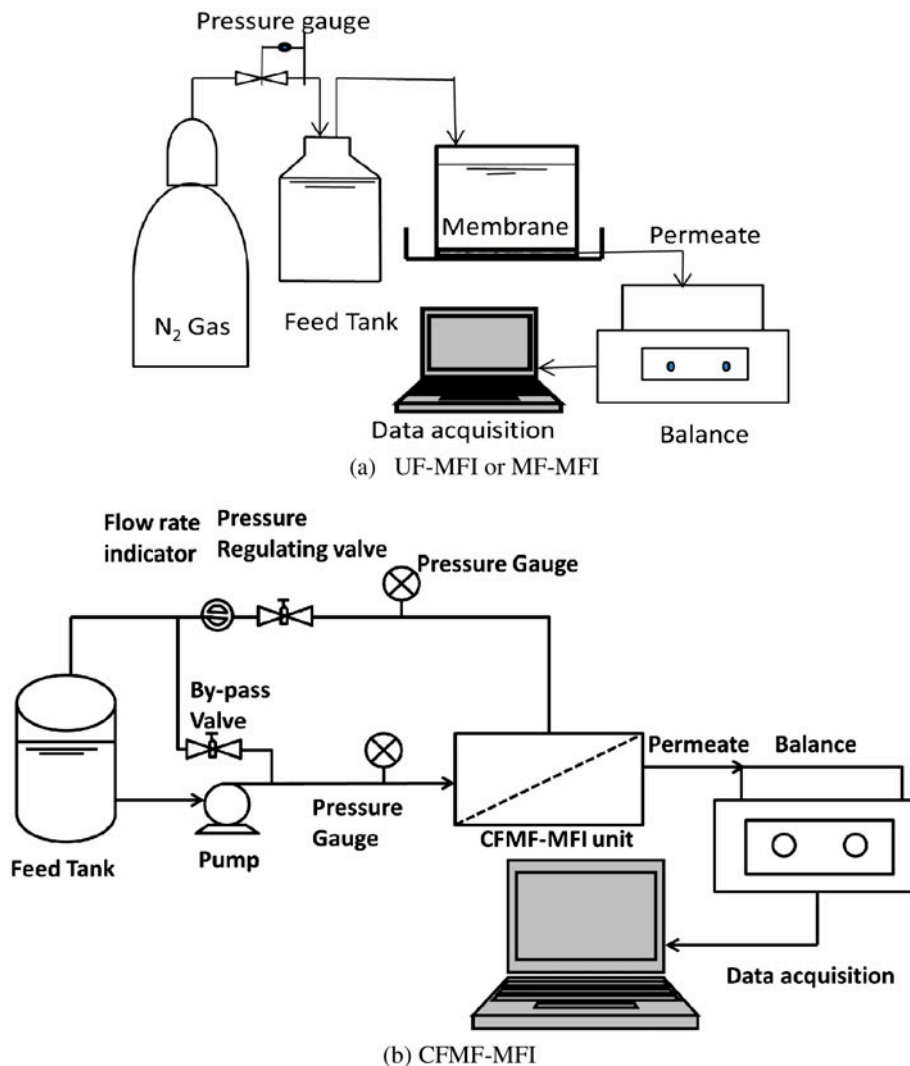 Pressure gauge
N2 Gas
Feed Tank
Membrane
Permeate
Data acquisition
Balance
(a) UF-MFI or MF-MFI
Flow rate
indicator
Pressure
Regulating valve
Pressure Gauge
By-pass
Valve
Feed Tank
Pump
Pressure
Gauge
CFMF-MFI unit
Permeate
Balance
Data acquisition
(b) CFMF-MFI